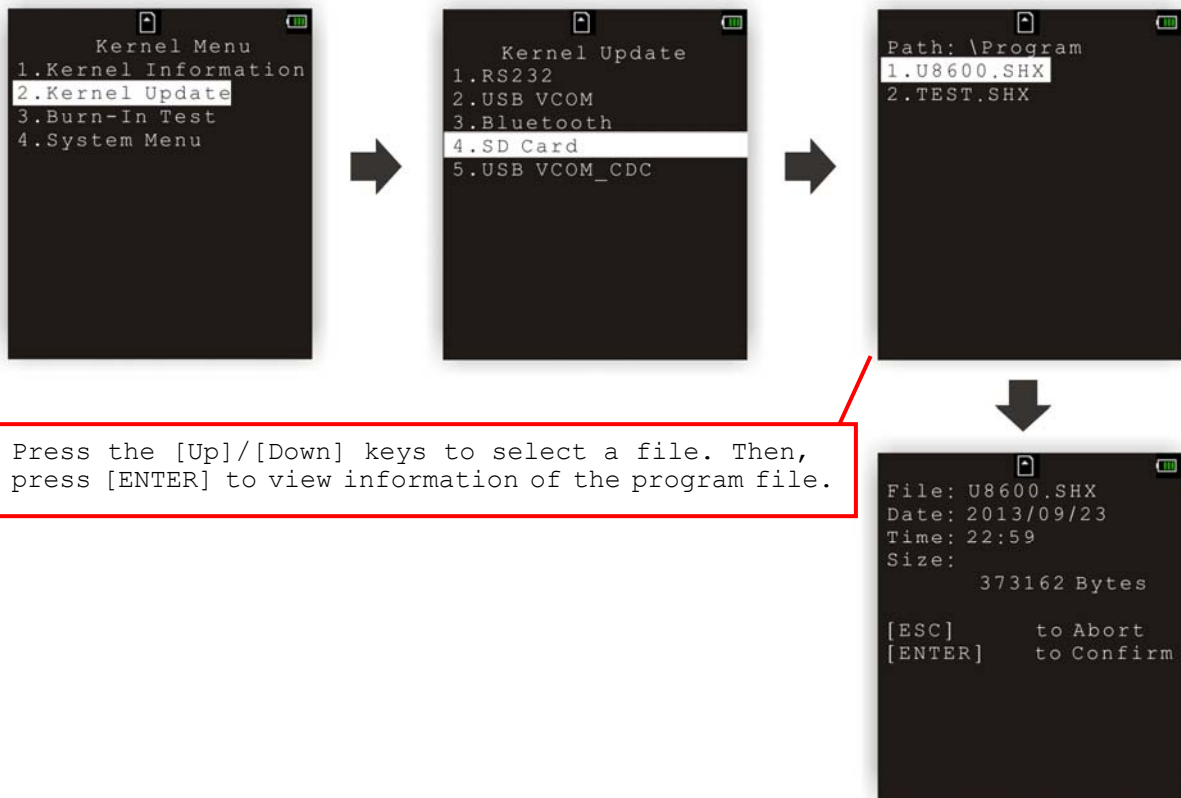 Kernel Menu
1.Kernel Information
2.Kernel Update
3.Burn-In Test
4.System Menu
Kernel Update
1.RS232
2.USB VCOM
3.Bluetooth
4.SD Card
5.USB VCOM_CDC
Path: \Program
1.U8600.SHX
2.TEST.SHX
Press the [Up]/[Down] keys to select a file. Then,
press [ENTER] to view information of the program file.
File: U8600.SHX
Date: 2013/09/23
Time: 22:59
Size:
373162 Bytes
[ESC] to Abort
[ENTER] to Confirm